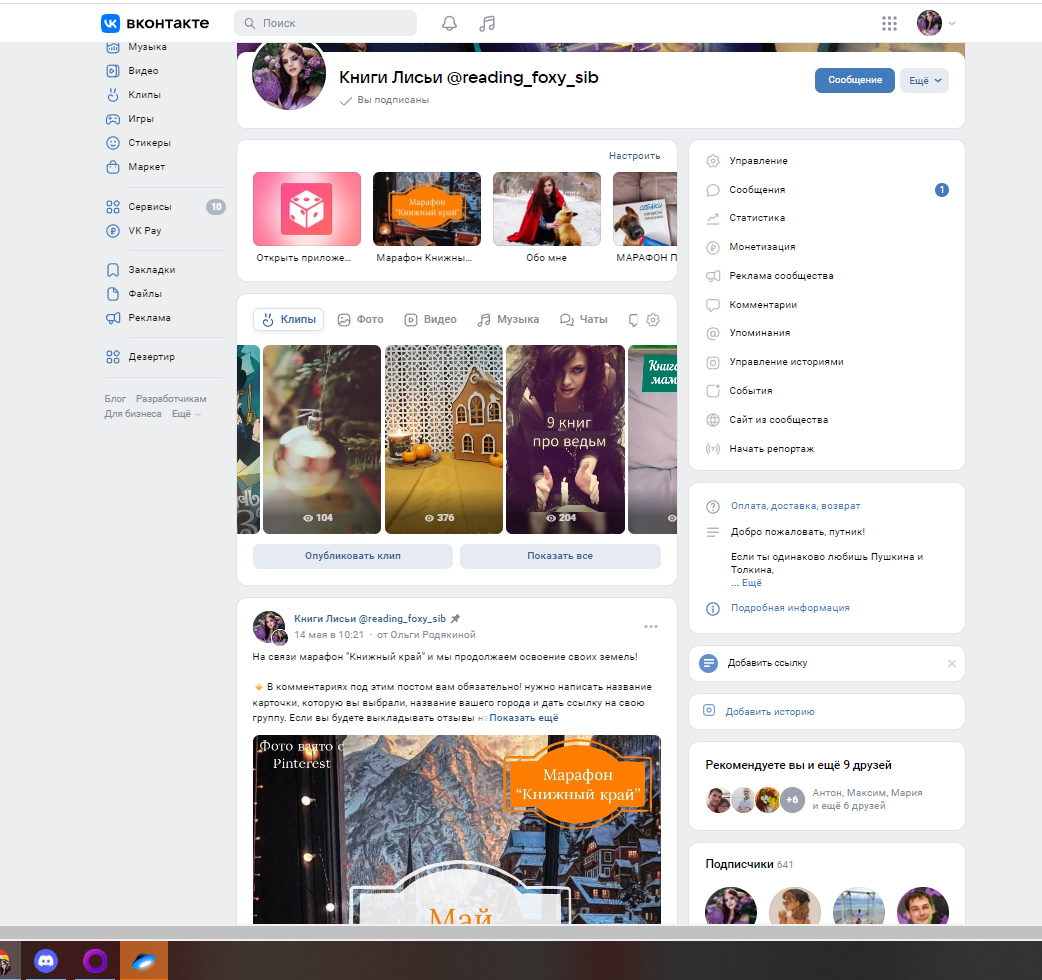 вконтакте
Поиск
Музыка
Видео
Клипы
Игры
Стикеры
Маркет
Сервисы 10
VK Pay
Закладки
Файлы
Реклама
Дезертир
Блог Разработчикам
Для бизнеса Ещё
Книги Лисьи @reading_foxy_sib
Вы подписаны
Сообщение
Ещё
Настроить
Марафон
"Книжный край"
СОБАКИ
Открыть приложе...
Марафон Книжны...
Обо мне
МАРАФОН П
Клипы Фото Видео Музыка Чаты
9 книг
про ведьм
104
376
204
Опубликовать клип
Показать все
Книги Лисьи @reading_foxy_sib
14 мая в 10:21 · от Ольги Родякиной
На связи марафон "Книжный край" и мы продолжаем освоение своих земель!
В комментариях под этим постом вам обязательно! нужно написать название
карточки, которую вы выбрали, название вашего города и дать ссылку на свою
группу. Если вы будете выкладывать отзывы на Показать ещё
Фото взято с
Pinterest
Марафон
“Книжный край”
Май
Управление
Сообщения 1
Статистика
Монетизация
Реклама сообщества
Комментарии
Упоминания
Управление историями
События
Сайт из сообщества
Начать репортаж
Оплата, доставка, возврат
Добро пожаловать, путник!
Если ты одинаково любишь Пушкина и
Толкина,
... Ещё
Подробная информация
Добавить ссылку
Добавить историю
Рекомендуете вы и ещё 9 друзей
+6
Антон, Максим, Мария
и ещё 6 друзей
Подписчики 641